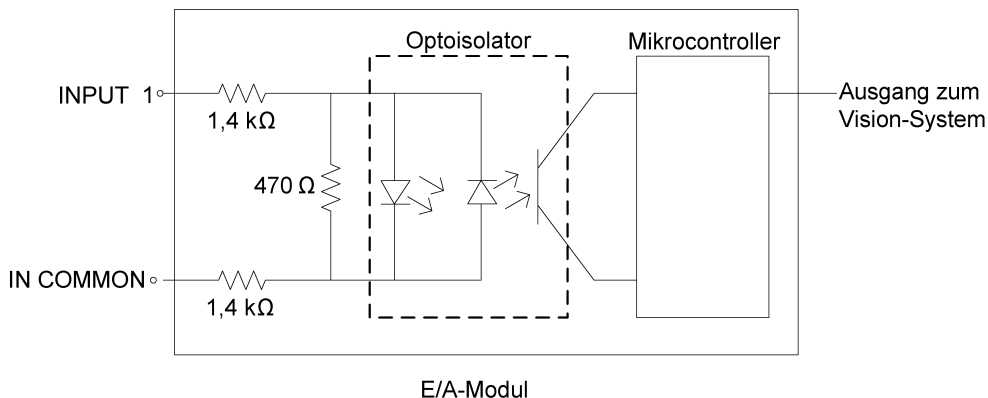 Optoisolator
Mikrocontroller
INPUT 1
1,4 kΩ
Ausgang zum
Vision-System
470 Ω
IN COMMON
1,4 kΩ
E/A-Modul